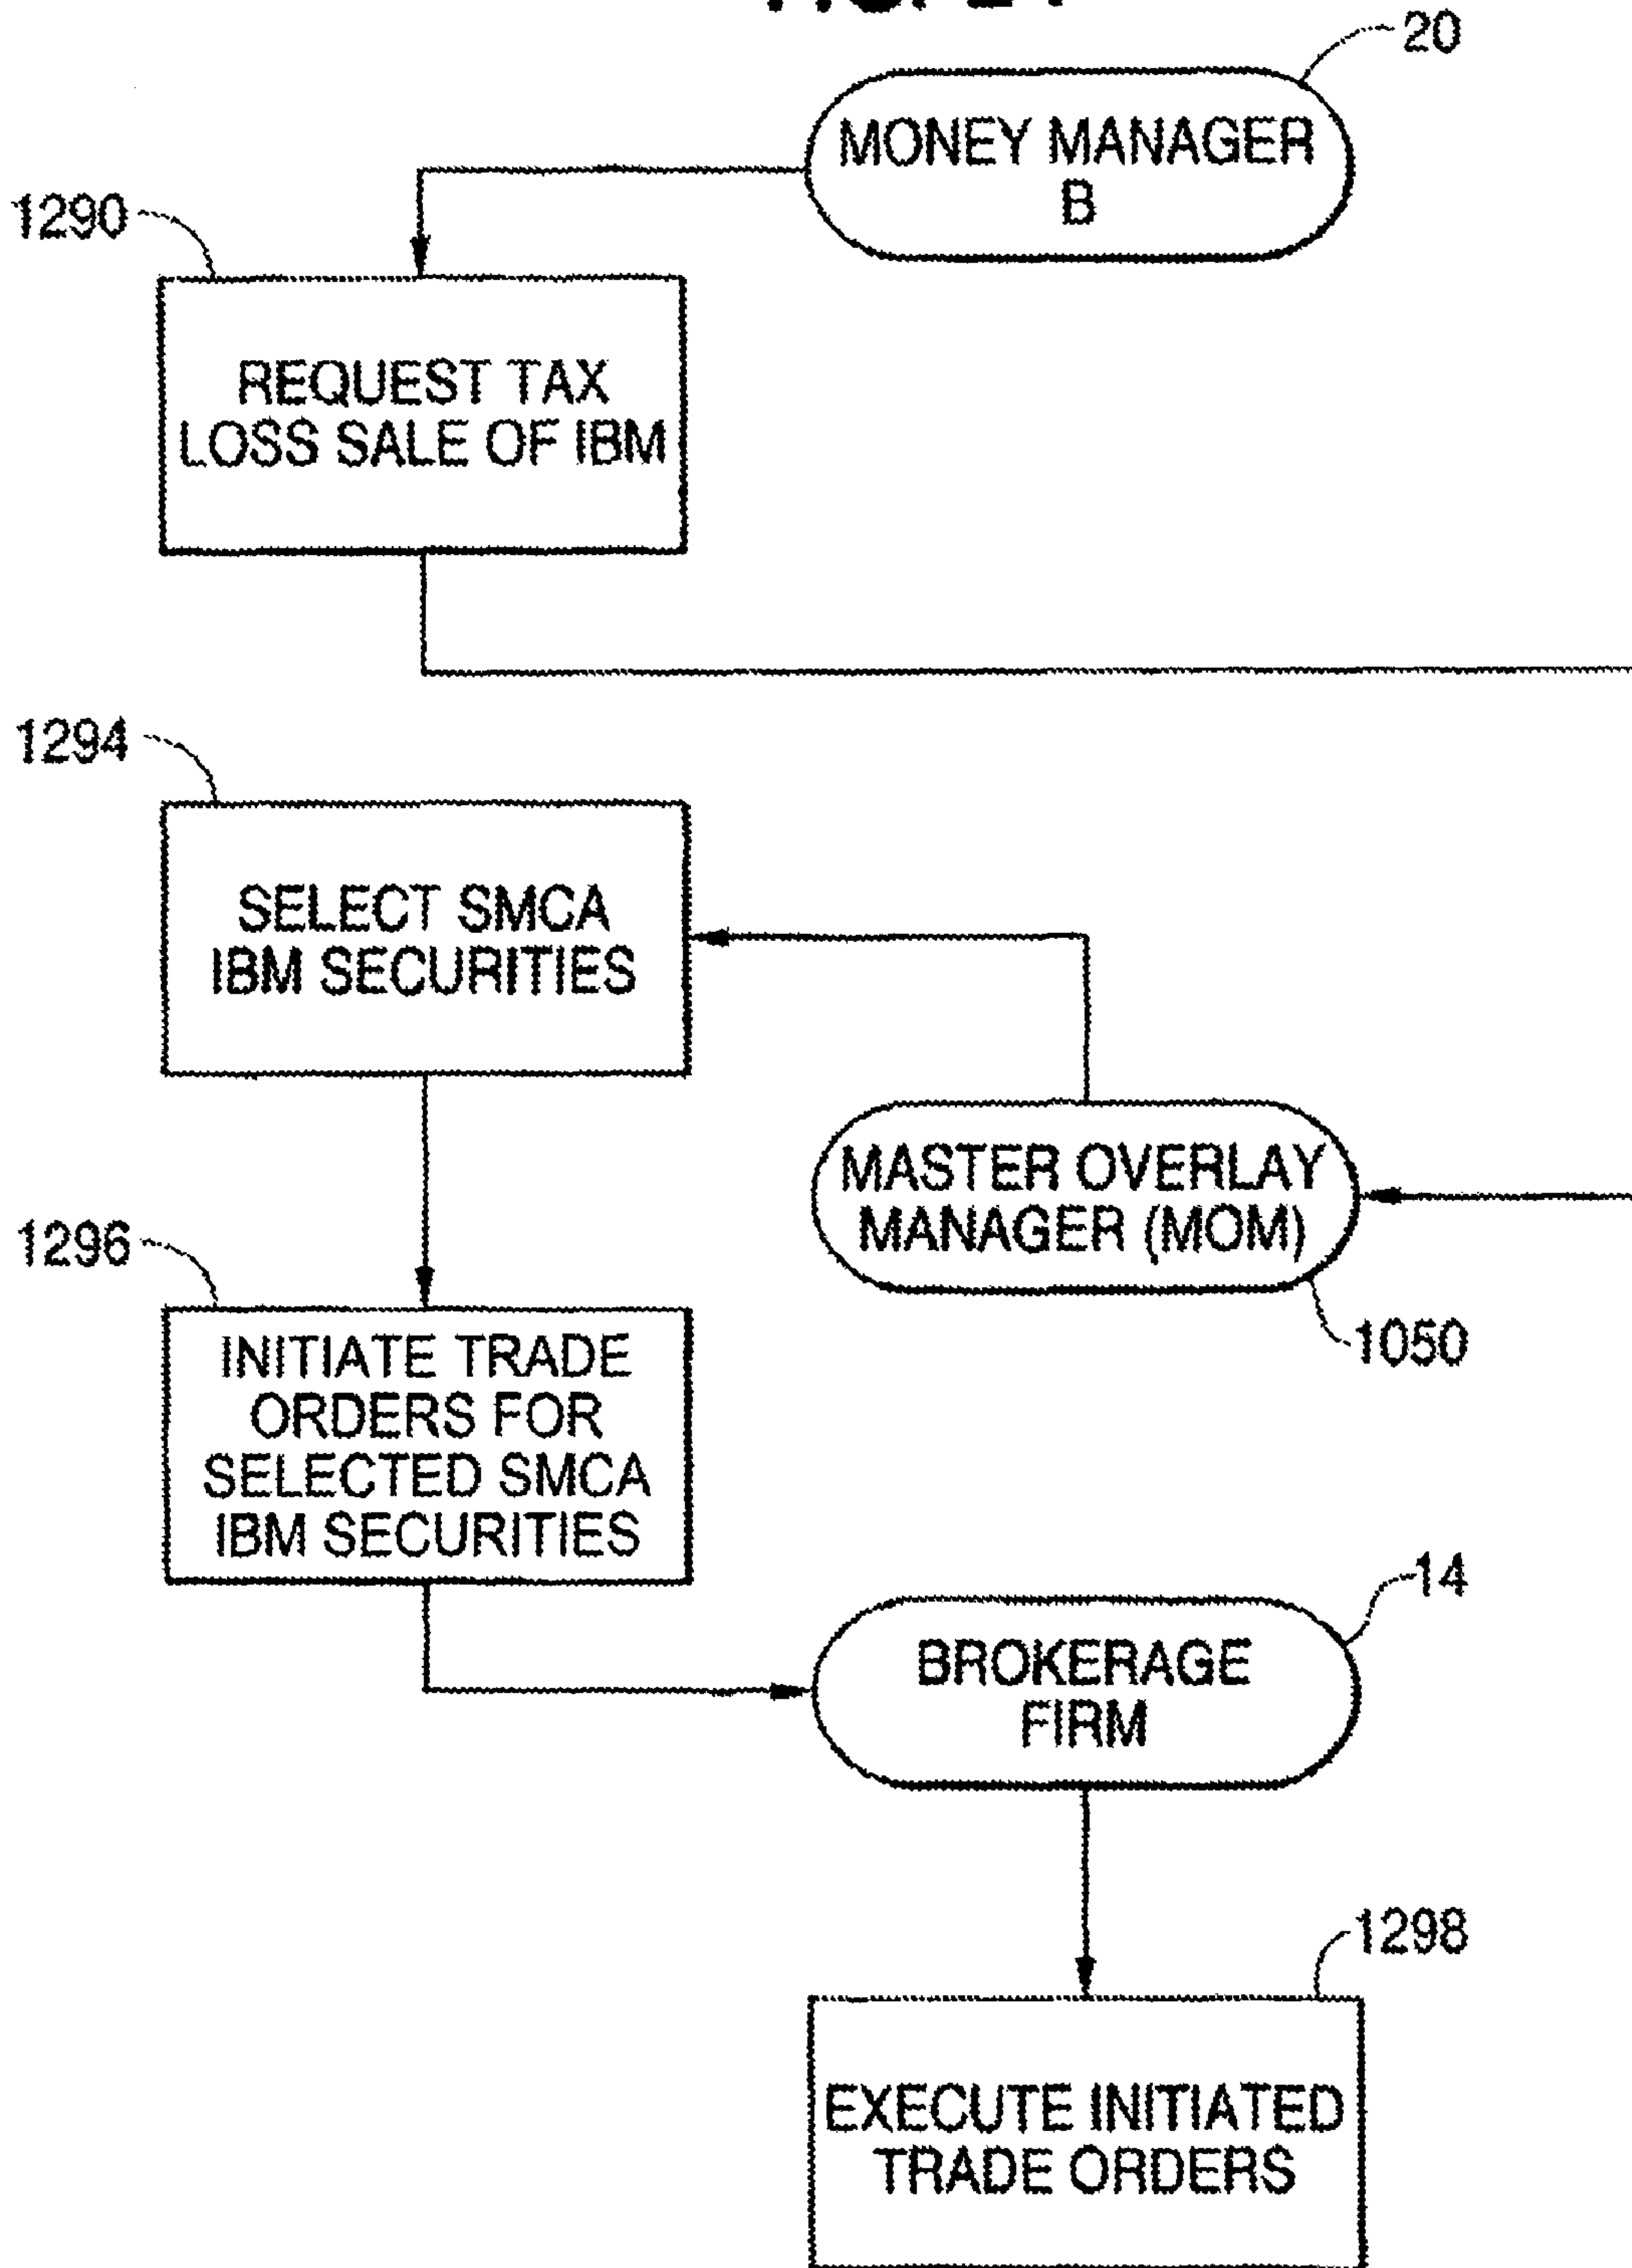 20
MONEY MANAGER
B
1290
REQUEST TAX
LOSS SALE OF IBM
1294
SELECT SMCA
IBM SECURITIES
MASTER OVERLAY
MANAGER (MOM)
1050
1296
INITIATE TRADE
ORDERS FOR
SELECTED SMCA
IBM SECURITIES
14
BROKERAGE
FIRM
1298
EXECUTE INITIATED
TRADE ORDERS